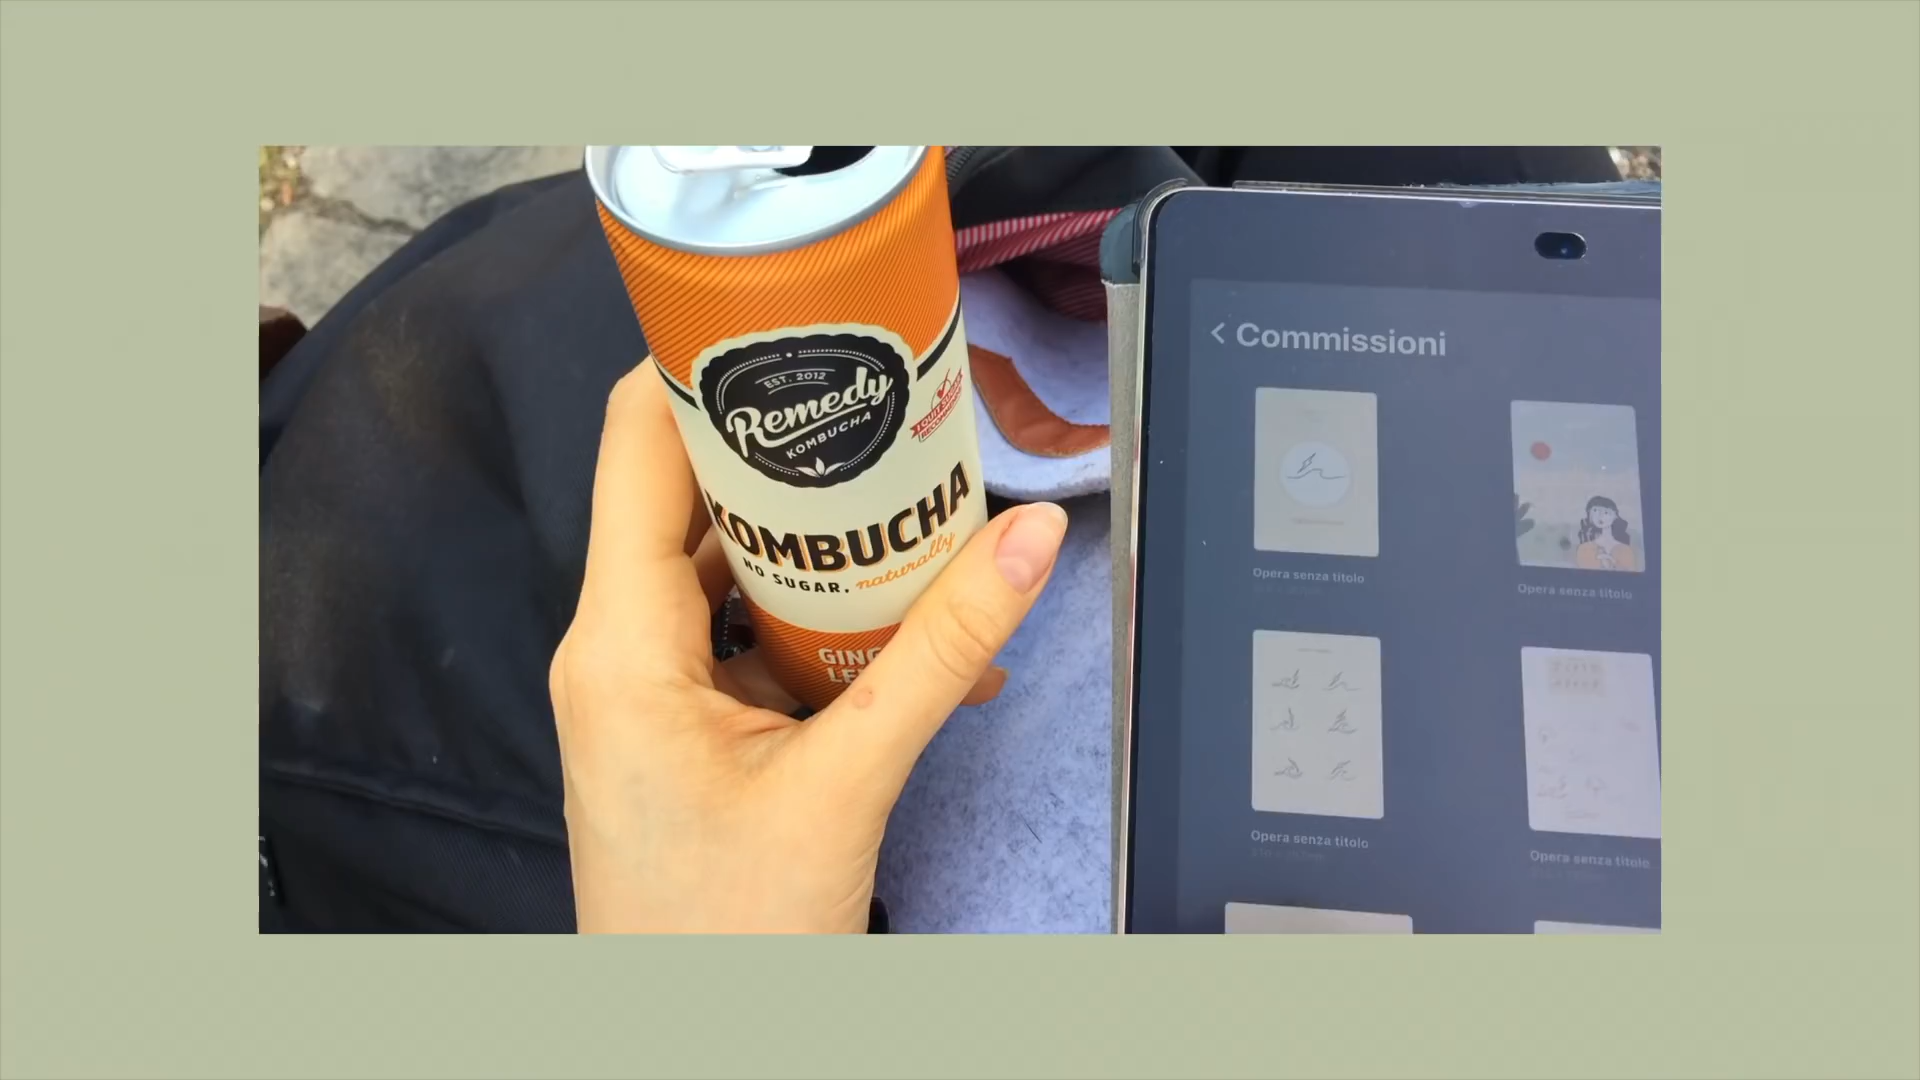 EST. 2012
Remedy
KOMBUCHA
KOMBUCHA
NO SUGAR, naturally
Commissioni
Opera senza titolo
Opera senza titolo
Opera senza titolo
Opera senza titolo